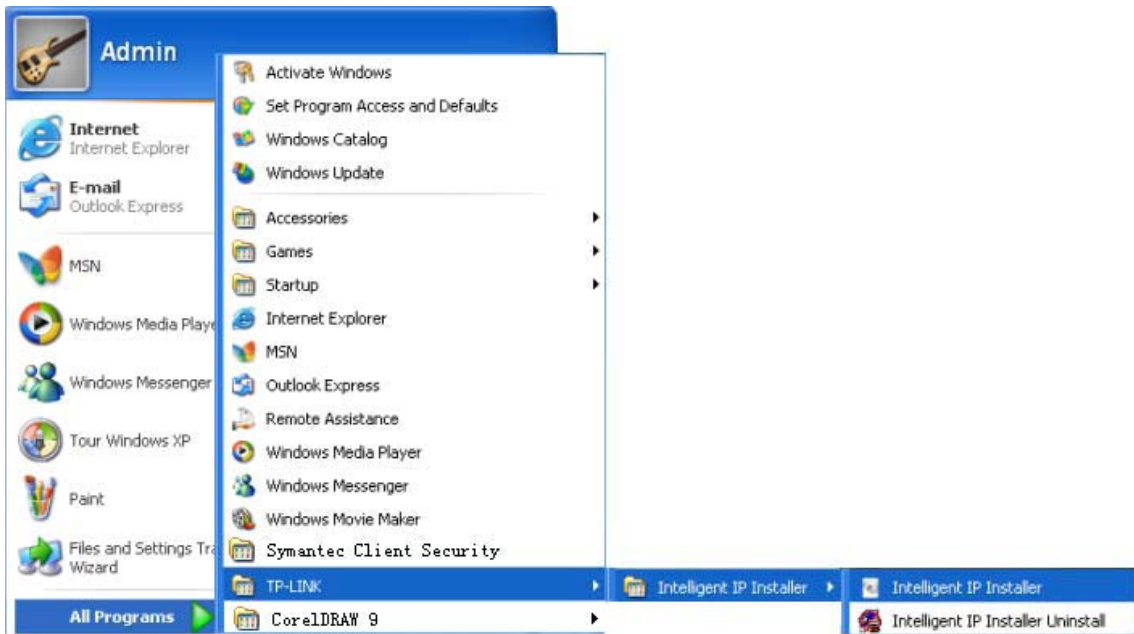 Admin
Internet
Internet Explorer
E-mail
Outlook Express
MSN
Windows Media Playe
Windows Messenger
Tour Windows XP
Paint
Files and Settings Tra
Wizard
All Programs
Activate Windows
Set Program Access and Defaults
Windows Catalog
Windows Update
Accessories
Games
Startup
Internet Explorer
MSN
Outlook Express
Remote Assistance
Windows Media Player
Windows Messenger
Windows Movie Maker
Symantec Client Security
TP-LINK
CorelDRAW 9
Intelligent IP Installer
Intelligent IP Installer
Intelligent IP Installer Uninstall